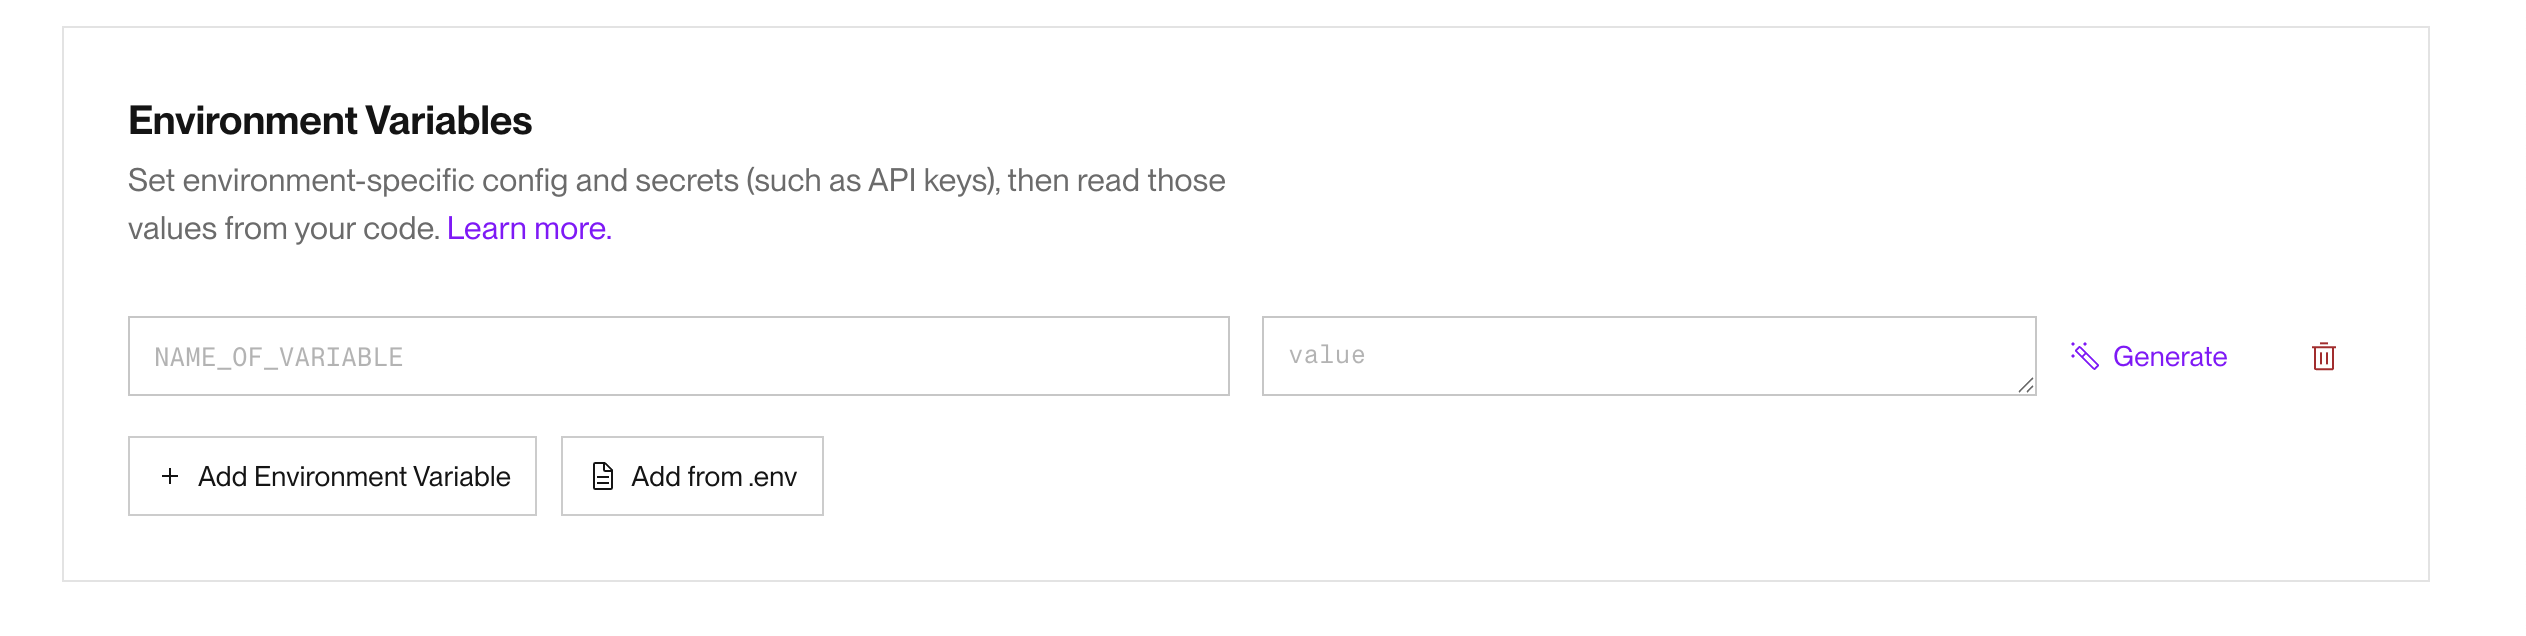 Environment Variables
Set environment-specific config and secrets (such as API keys), then read those
values from your code. Learn more.
NAME_OF_VARIABLE
value
Generate
Add Environment Variable
Add from .env